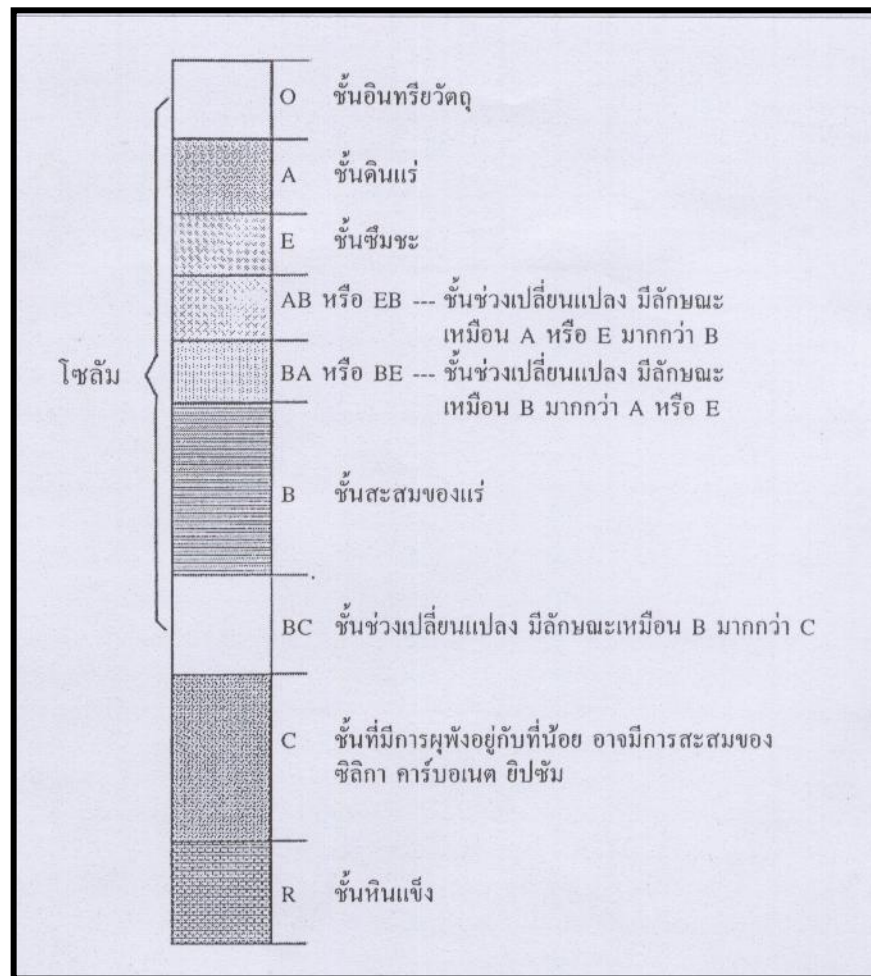 O ชั้นอินทรียวัตถุ
A ชั้นดินแร่
E ชั้นซึมชะ
AB หรือ EB --- ชั้นช่วงเปลี่ยนแปลง มีลักษณะ
เหมือน A หรือ E มากกว่า B
โซลัม
BA หรือ BE --- ชั้นช่วงเปลี่ยนแปลง มีลักษณะ
เหมือน B มากกว่า A หรือ E
B ชั้นสะสมของแร่
BC ชั้นช่วงเปลี่ยนแปลง มีลักษณะเหมือน B มากกว่า C
C ชั้นที่มีการผุพังอยู่กับที่น้อย อาจมีการสะสมของ
ซิลิกา คาร์บอเนต ยิปซัม
R ชั้นหินแข็ง